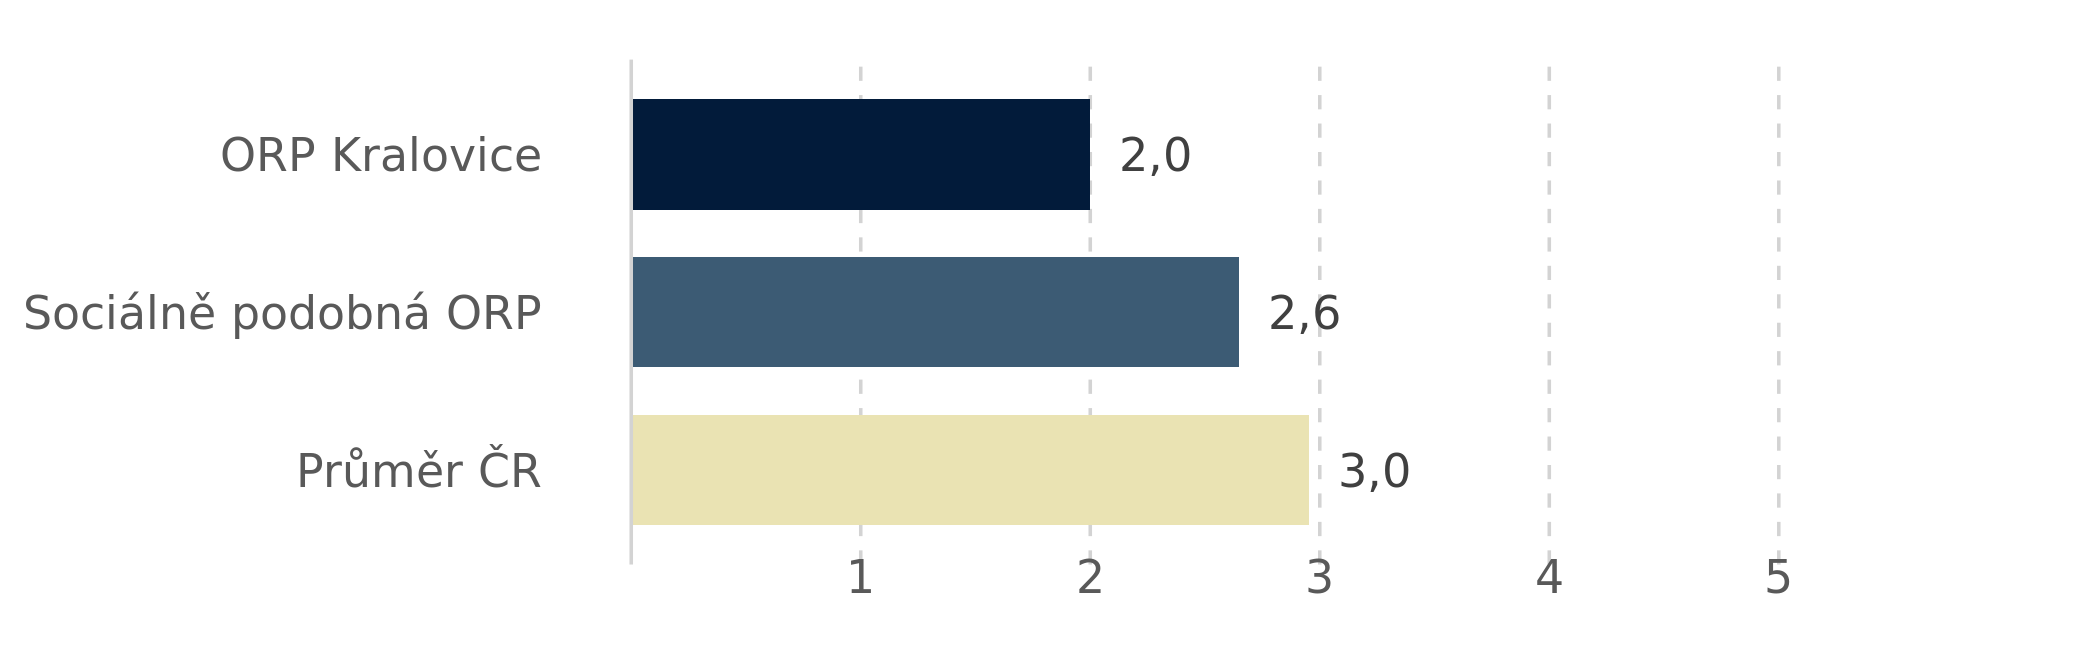 ORP Kralovice 2,0
Sociálně podobná ORP 2,6
Průměr ČR 3,0
1 2 3 4 5